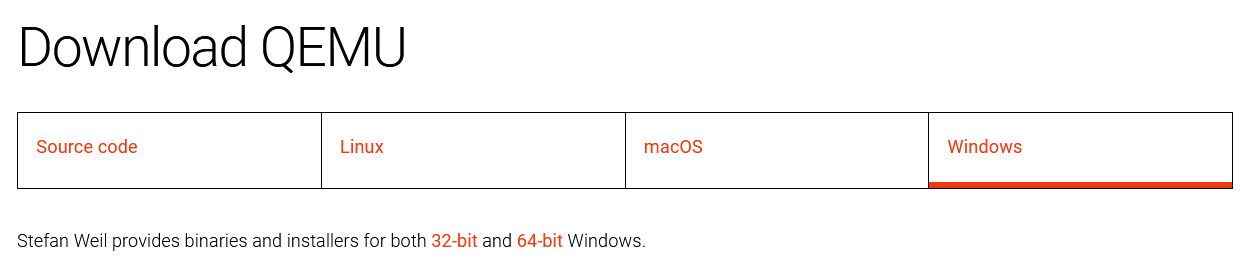 Download QEMU
Source code
Linux
macOS
Windows
Stefan Weil provides binaries and installers for both 32-bit and 64-bit Windows.